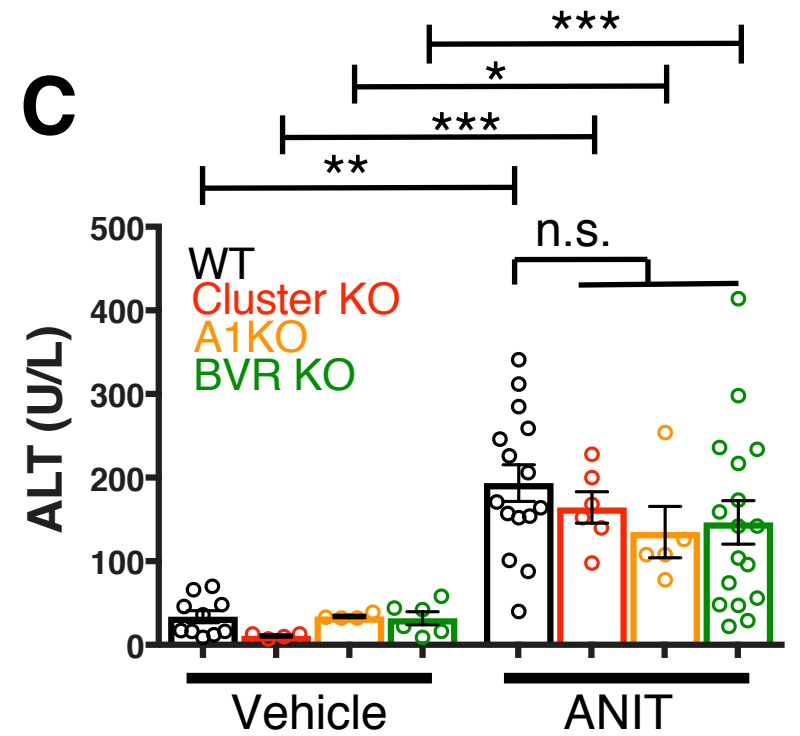 ***
*
C
***
**
500
n.s.
WT
Cluster KO
400
A1KO
BVR KO
300
ALT (U/L)
200
100
0
Vehicle ANIT